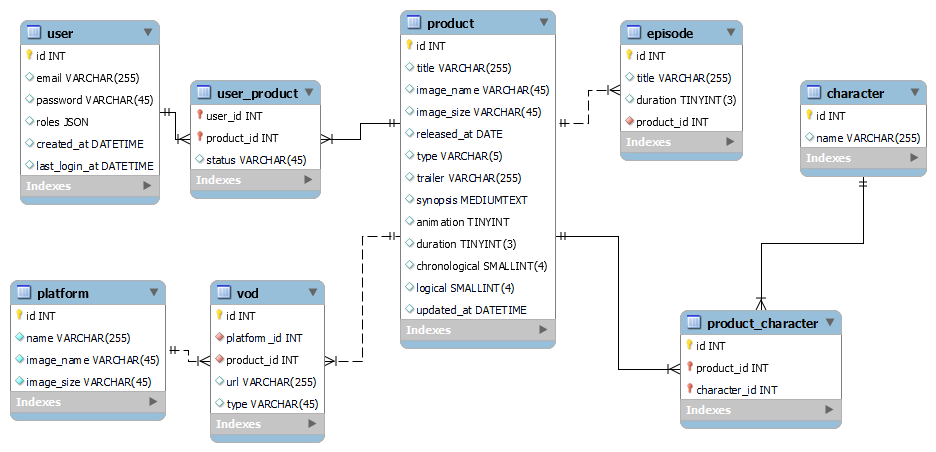 user
id INT
email VARCHAR(255)
password VARCHAR(45)
roles JSON
created_at DATETIME
last_login_at DATETIME
Indexes
user_product
user_id INT
product_id INT
status VARCHAR(45)
Indexes
product
id INT
title VARCHAR(255)
image_name VARCHAR(45)
image_size VARCHAR(45)
released_at DATE
type VARCHAR(5)
trailer VARCHAR(255)
synopsis MEDIUMTEXT
animation TINYINT
duration TINYINT(3)
chronological SMALLINT(4)
logical SMALLINT(4)
updated_at DATETIME
Indexes
episode
id INT
title VARCHAR(255)
duration TINYINT(3)
product_id INT
Indexes
character
id INT
name VARCHAR(255)
Indexes
platform
id INT
name VARCHAR(255)
image_name VARCHAR(45)
image_size VARCHAR(45)
Indexes
vod
id INT
platform_id INT
product_id INT
url VARCHAR(255)
type VARCHAR(45)
Indexes
product_character
id INT
product_id INT
character_id INT
Indexes